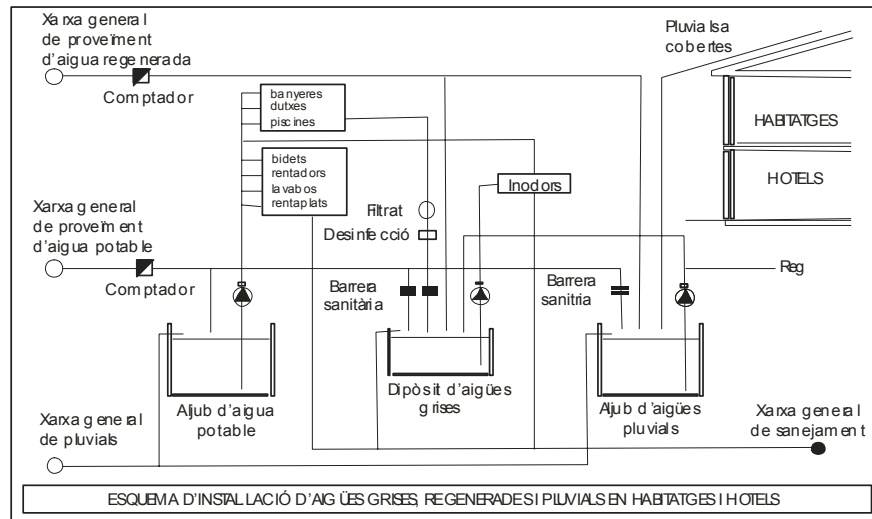 Xarxa general
de proveïment
d'aigua regenerada
Comptador
banyeres
dutxes
piscines
bidets
rentadors
lavabos
rentaplats
Pluvialsa
cobertes
HABITATGES
HOTELS
Inodors
Filtrat
Desinfecció
Xarxa general
de proveïment
d'aigua potable
Comptador
Barrera
sanitària
Barrera
sanitria
Reg
Aljub d'aigua
potable
Dipòsit d'aigües
grises
Aljub d'aigües
pluvials
Xarxa general
de pluvials
Xarxa general
de sanejament
ESQUEMA D'INSTAL·LACIÓ D'AIGÜES GRISES, REGENERADES I PLUVIALS EN HABITATGES I HOTELS